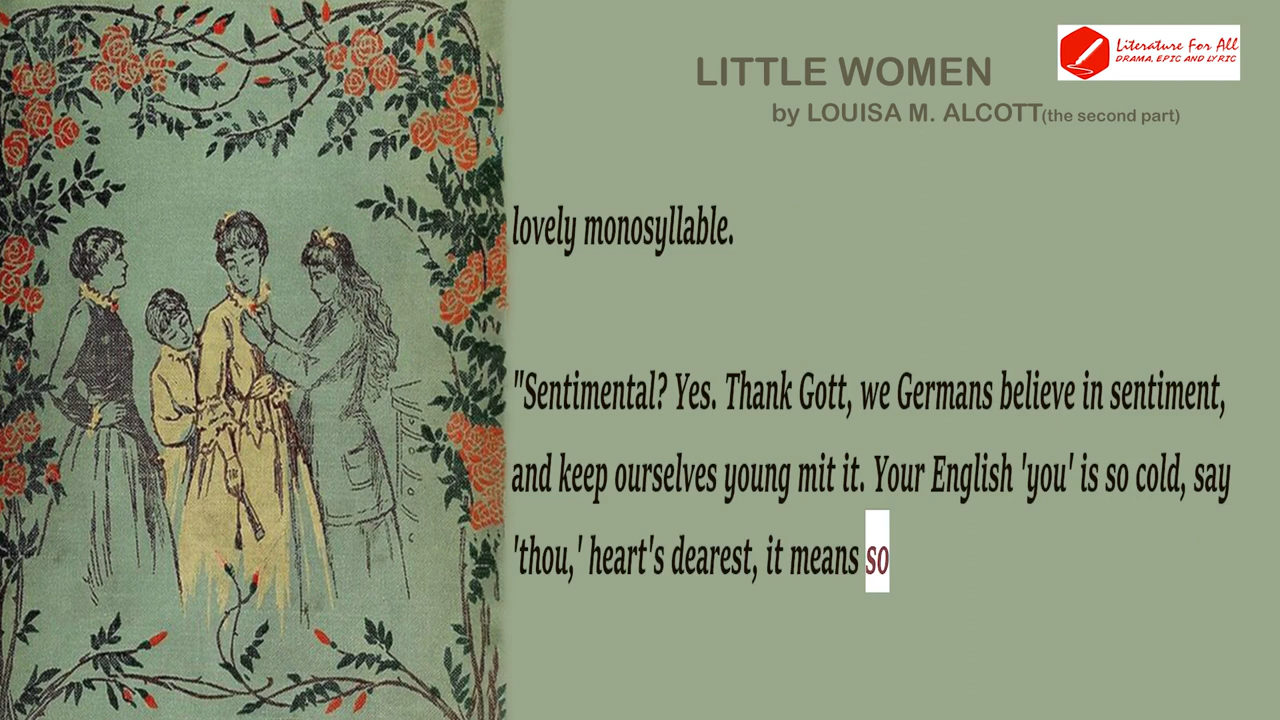 LITTLE WOMEN
by LOUISA M. ALCOTT(the second part)
Literature For All
DRAMA, EPIC AND LYRIC
lovely monosyllable.
"Sentimental? Yes. Thank Gott, we Germans believe in sentiment,
and keep ourselves young mit it. Your English 'you' is so cold, say
'thou,' heart's dearest, it means so